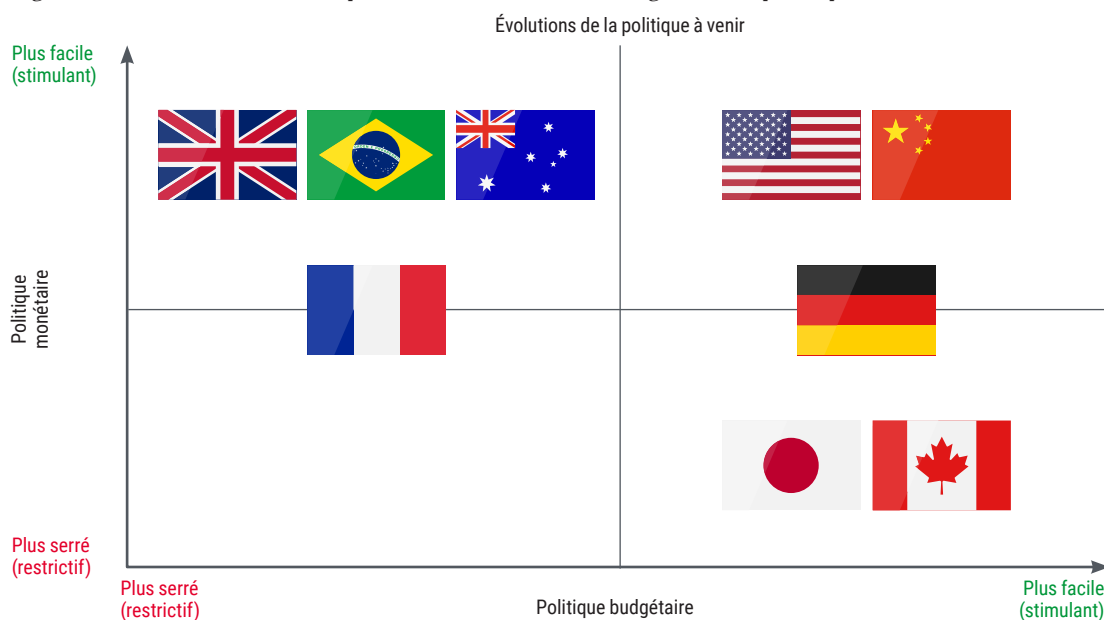 Évolutions de la politique à venir
Plus facile
(stimulant)
Politique
monétaire
Plus serré
(restrictif)
Plus serré
(restrictif)
Politique budgétaire
Plus facile
(stimulant)